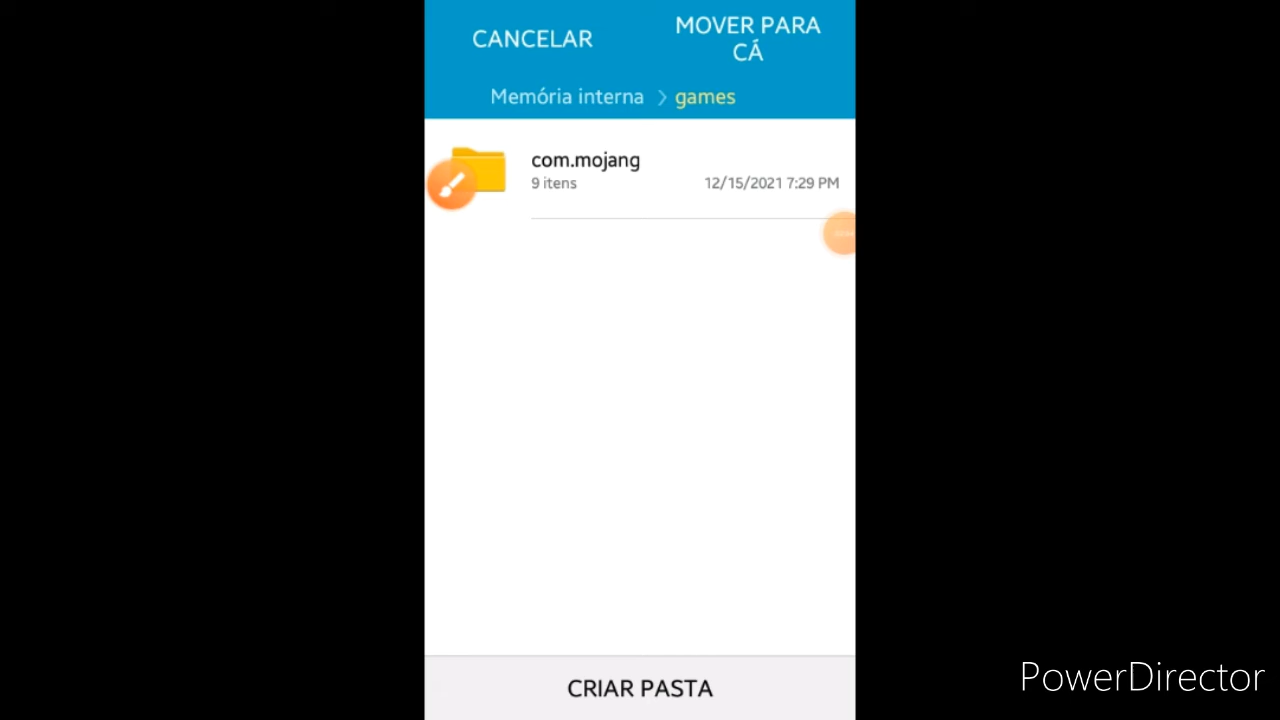 CANCELAR
MOVER PARA
CÁ
Memória interna > games
com.mojang
9 itens
12/15/2021 7:29 PM
CRIAR PASTA
PowerDirector